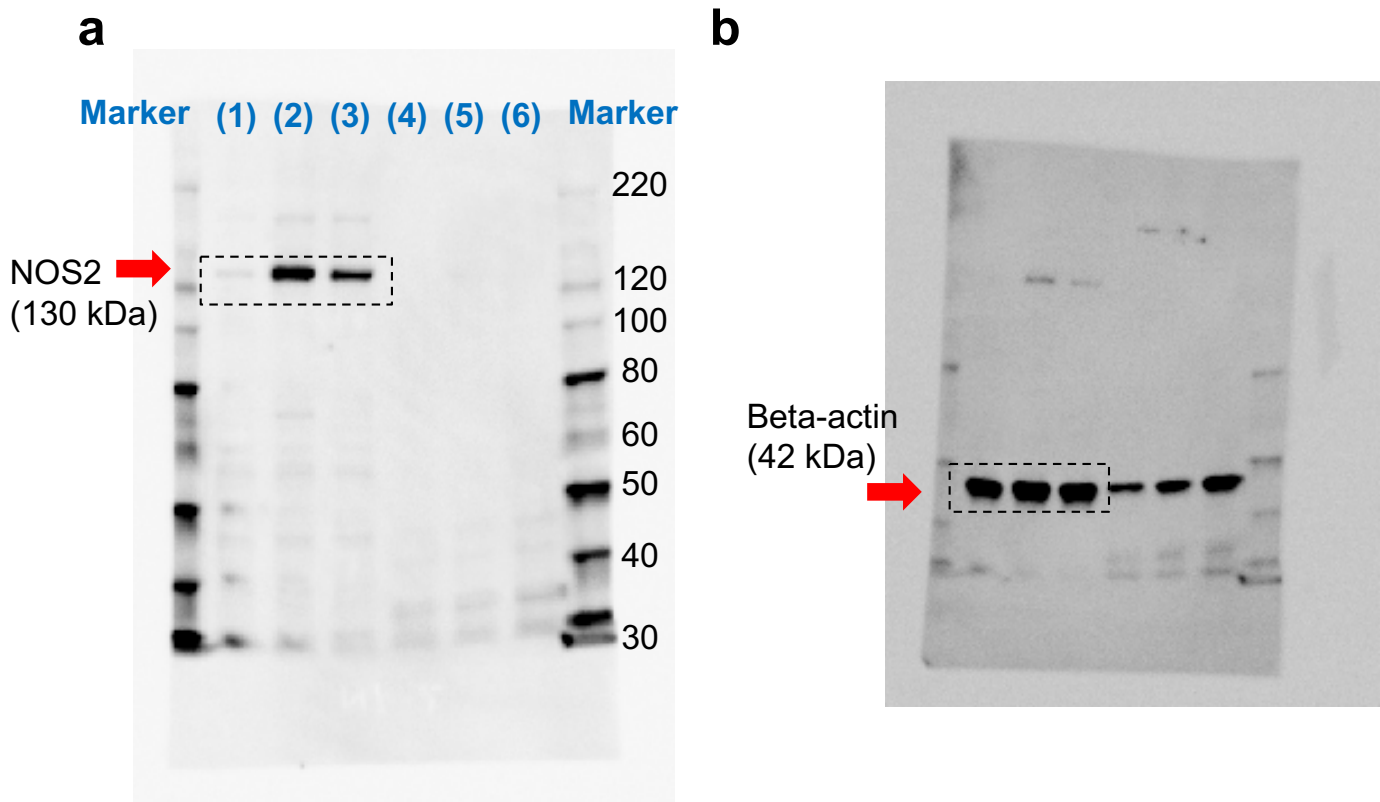 a
b
Marker (1) (2) (3) (4) (5) (6) Marker
220
NOS2
(130 kDa)
120
100
80
60
50
40
30
Beta-actin
(42 kDa)